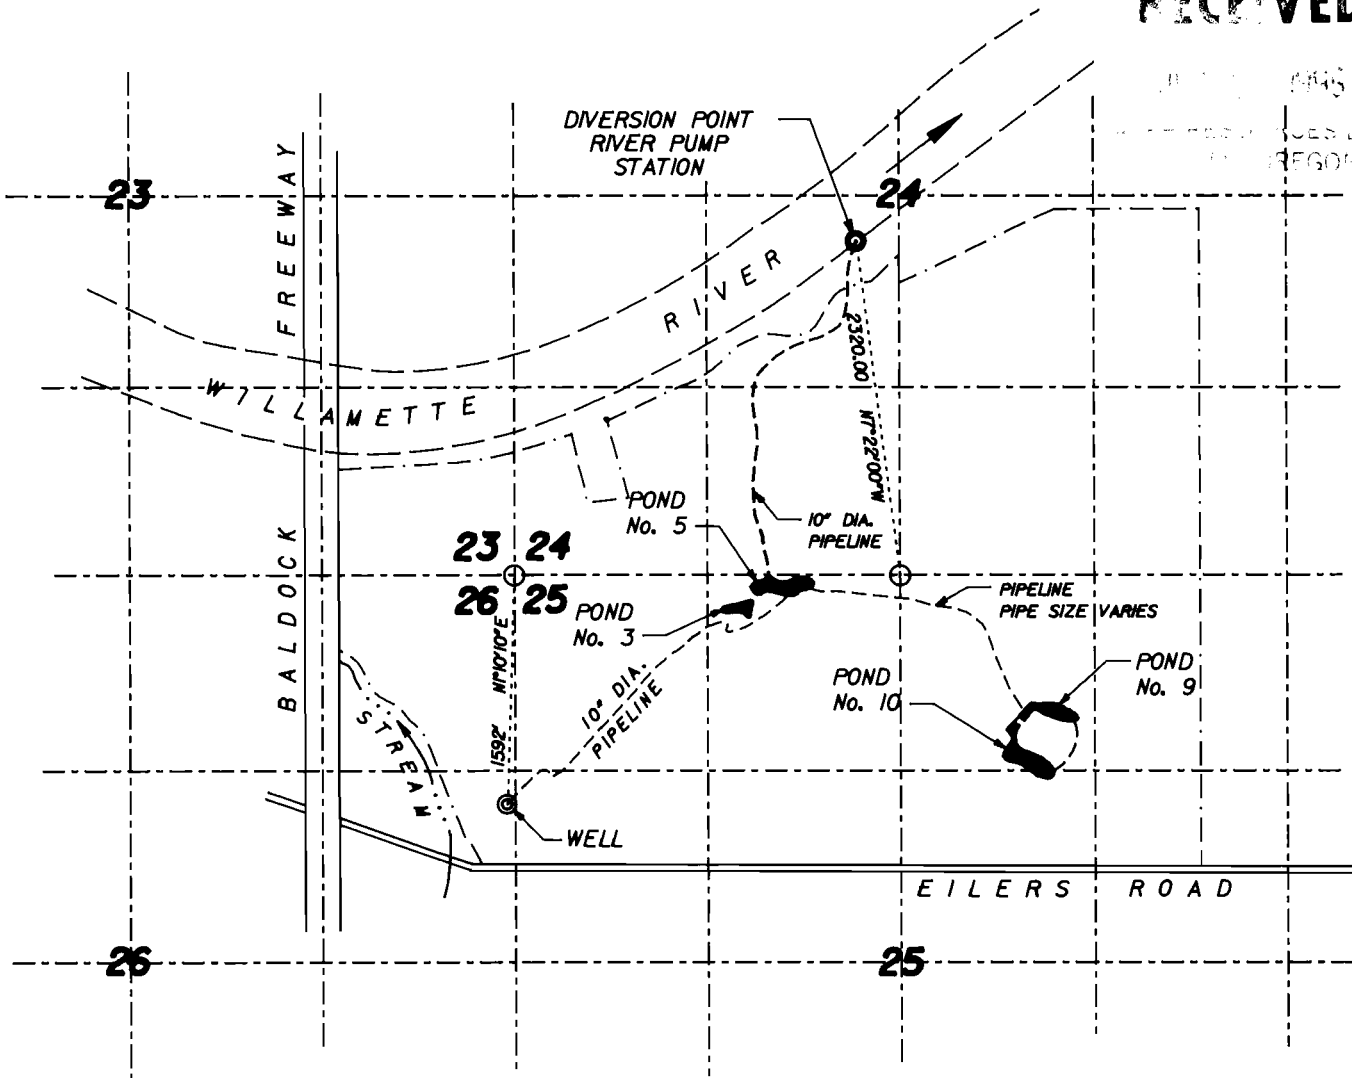 RECEIVED
DIVERSION POINT
RIVER PUMP
STATION
23
24
FREEWAY
RIVER
WILLAMETTE
2320.00 N7°22'00"W
POND
No. 5
10" DIA.
PIPELINE
BALDOCK
23 24
26 25
POND
No. 3
PIPELINE
PIPE SIZE VARIES
N1°10'10"E
1592'
10" DIA.
PIPELINE
POND
No. 10
POND
No. 9
STREAM
WELL
EILERS ROAD
26
25